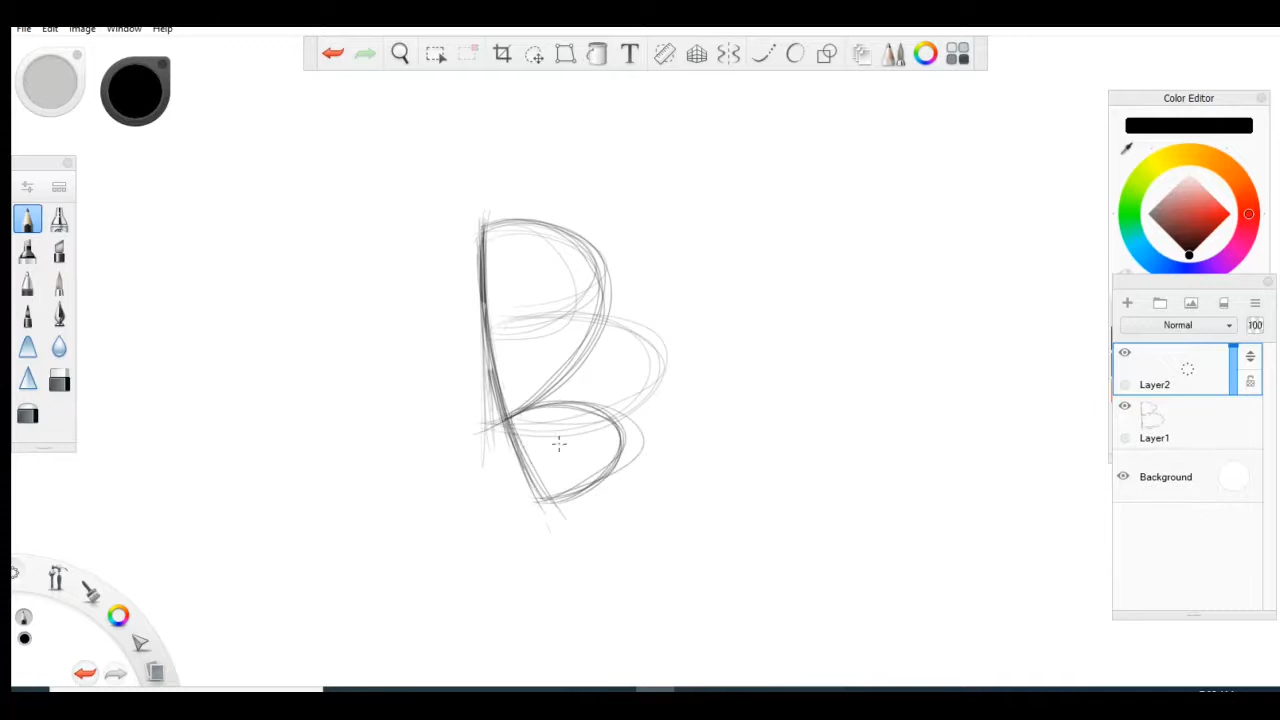 File Edit Image Window Help
T
Color Editor
Normal 100
Layer2
Layer1
Background
B